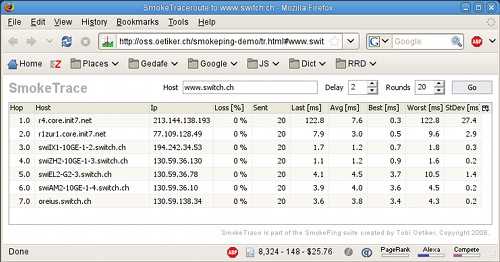 SmokeTraceroute to www.switch.ch - Mozilla Firefox
File Edit View History Bookmarks Tools Help
http://oss.oetiker.ch/smokeping-demo/tr.html#www.swit
Google
Home Places Gedafe Google JS Dict RRD
SmokeTrace Host www.switch.ch Delay 2 Rounds 20 Go
Hop Host Ip Loss [%] Sent Last [ms] Avg [ms] Best [ms] Worst [ms] StDev [ms]
1.0 r4.core.init7.net 213.144.138.193 0 % 20 122.8 7.6 0.3 122.8 27.4
2.0 r1zur1.core.init7.net 77.109.128.49 0 % 20 7.9 3.0 0.5 9.6 2.9
3.0 swiIX1-10GE-1-2.switch.ch 194.242.34.53 0 % 20 1.7 1.2 0.7 1.8 0.3
4.0 swiZH2-10GE-1-3.switch.ch 130.59.36.130 0 % 20 1.1 1.2 0.9 1.6 0.2
5.0 swiEL2-G2-3.switch.ch 130.59.36.78 0 % 20 4.1 4.5 3.7 10.5 1.4
6.0 swiAM2-10GE-1-4.switch.ch 130.59.36.10 0 % 20 3.9 4.0 3.6 4.5 0.2
7.0 oreius.switch.ch 130.59.138.34 0 % 20 3.6 3.8 3.4 4.3 0.2
SmokeTrace is part of the SmokePing suite created by Tobi Oetiker, Copyright 2008.
Done ABP 8,324 - 148 - $25.76 PageRank Alexa Compete